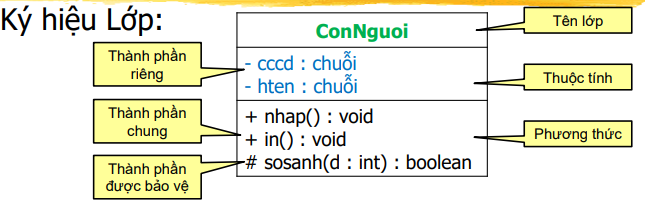 Ký hiệu Lớp:
ConNguoi
Tên lớp
Thành phần
riêng
- cccd : chuỗi
- hten : chuỗi
Thuộc tính
Thành phần
chung
+ nhap() : void
+ in() : void
# sosanh(d : int) : boolean
Phương thức
Thành phần
được bảo vệ